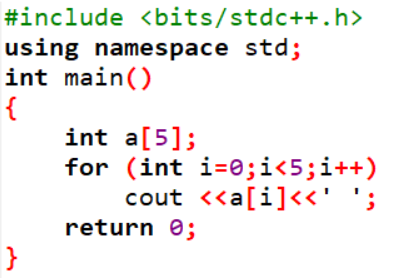 #include <bits/stdc++.h>
using namespace std;
int main()
{
    int a[5];
    for (int i=0;i<5;i++)
        cout <<a[i]<<' ';
    return 0;
}